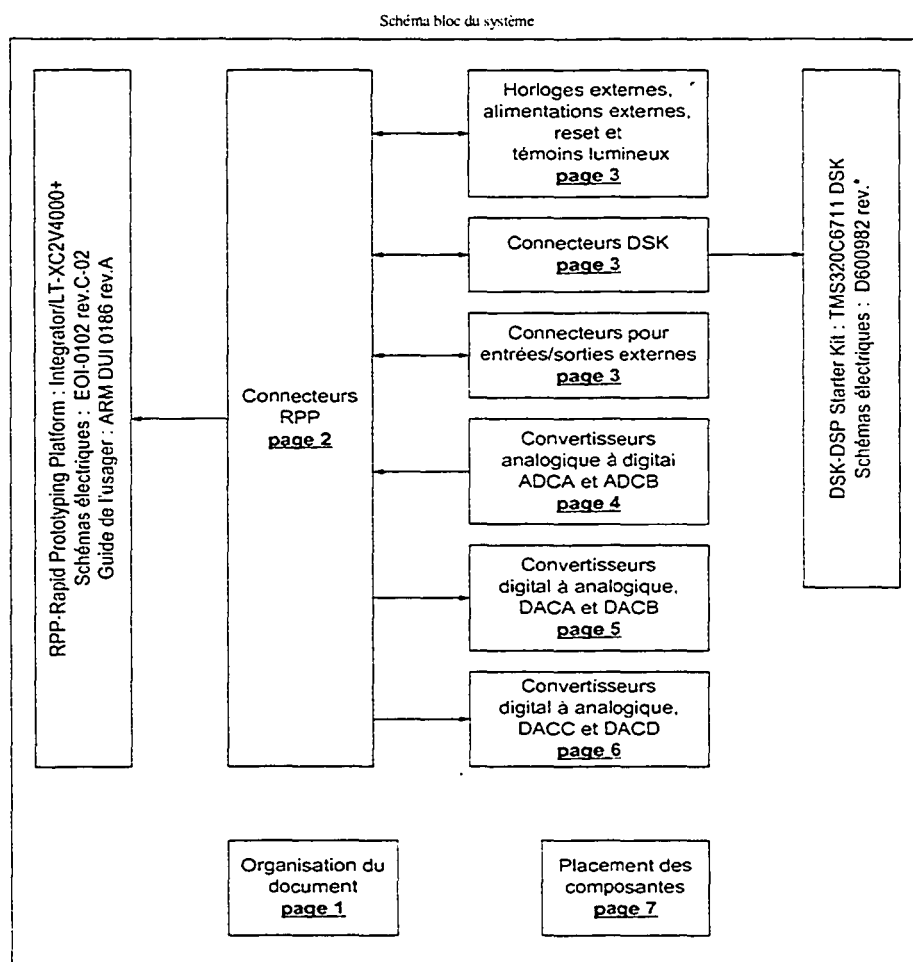 Schéma bloc du système
RPP-Rapid Prototyping Platform : Integrator/LT-XC2V4000+
Schémas électriques : EOI-0102 rev.C-02
Guide de l'usager : ARM DUI 0186 rev.A
Connecteurs
RPP
page 2
Horloges externes,
alimentations externes,
reset et
témoins lumineux
page 3
Connecteurs DSK
page 3
Connecteurs pour
entrées/sorties externes
page 3
Convertisseurs
analogique à digital
ADCA et ADCB
page 4
Convertisseurs
digital à analogique,
DACA et DACB
page 5
Convertisseurs
digital à analogique,
DACC et DACD
page 6
DSK-DSP Starter Kit : TMS320C6711 DSK
Schémas électriques : D600982 rev.*
Organisation du
document
page 1
Placement des
composantes
page 7